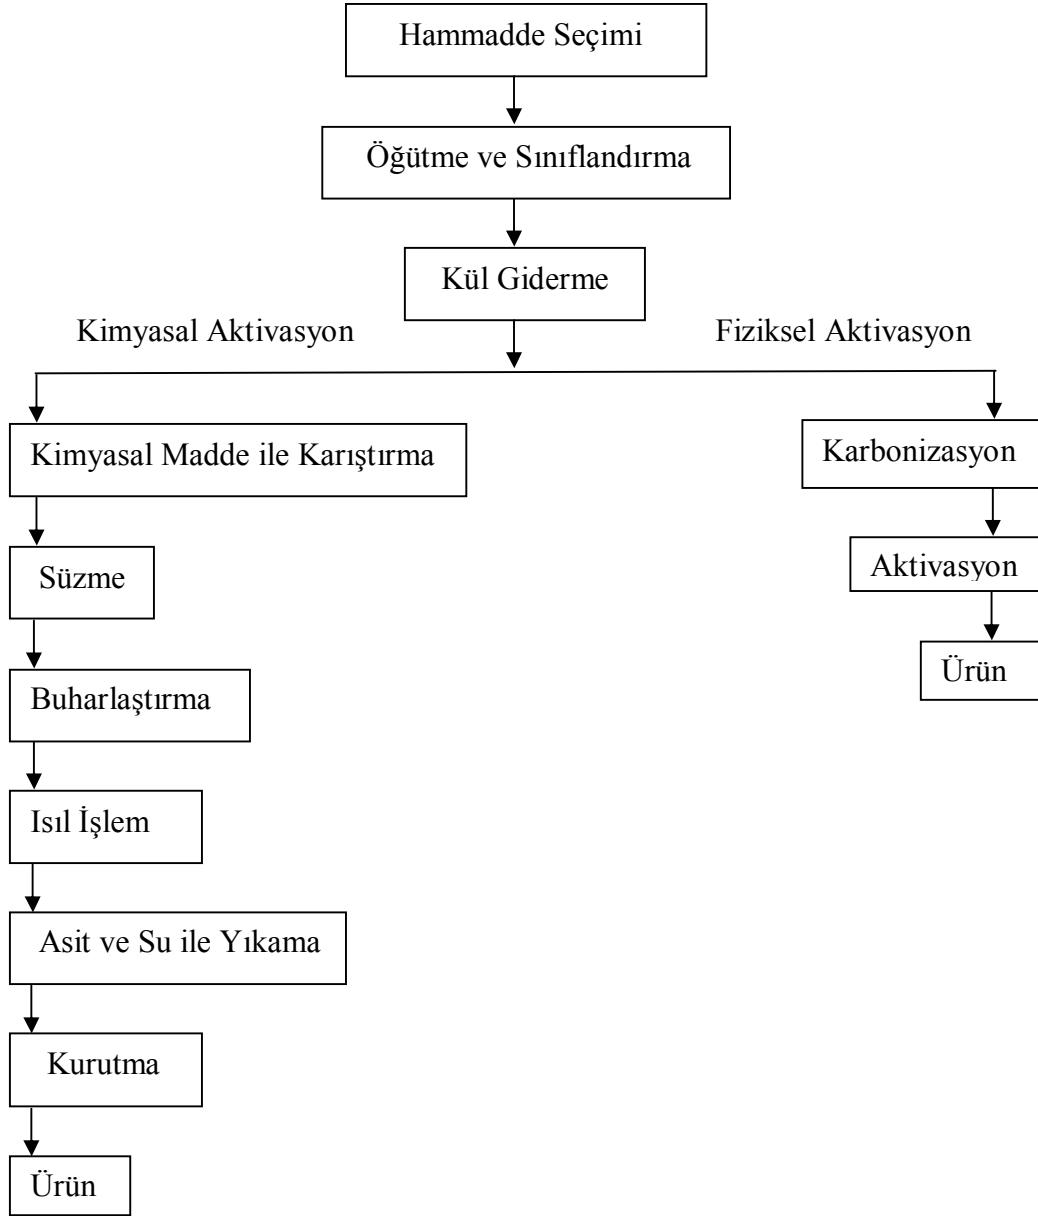 Hammadde Seçimi
Öğütme ve Sınıflandırma
Kül Giderme
Kimyasal Aktivasyon
Fiziksel Aktivasyon
Kimyasal Madde ile Karıştırma
Süzme
Buharlaştırma
Isıl İşlem
Asit ve Su ile Yıkama
Kurutma
Ürün
Karbonizasyon
Aktivasyon
Ürün